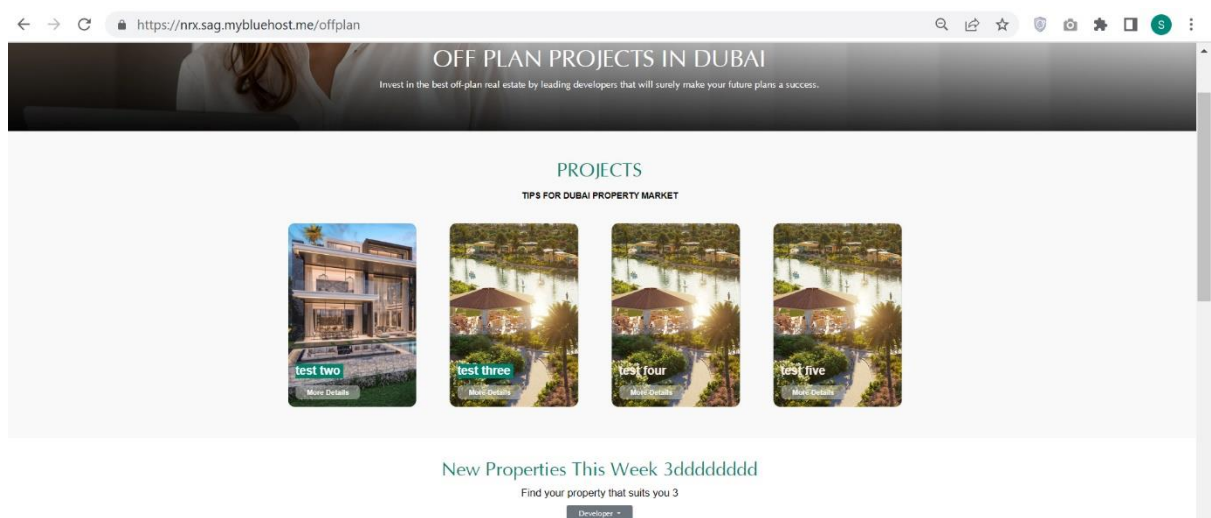 https://nrx.sag.mybluehost.me/offplan
S
OFF PLAN PROJECTS IN DUBAI
Invest in the best off-plan real estate by leading developers that will surely make your future plans a success.
PROJECTS
TIPS FOR DUBAI PROPERTY MARKET
test two
test three
test four
test five
More Details
More Details
More Details
More Details
New Properties This Week 3dddddddd
Find your property that suits you 3
Developer